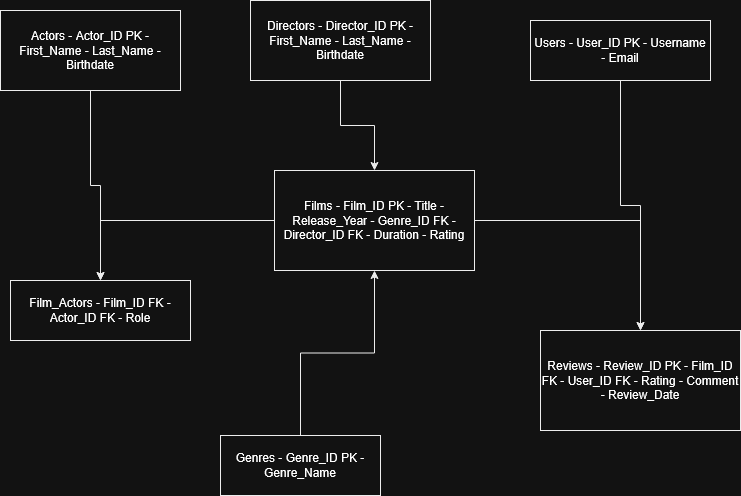 Actors - Actor_ID PK -
First_Name - Last_Name -
Birthdate
Directors - Director_ID PK -
First_Name - Last_Name -
Birthdate
Users - User_ID PK - Username
- Email
Films - Film_ID PK - Title -
Release_Year - Genre_ID FK -
Director_ID FK - Duration - Rating
Film_Actors - Film_ID FK -
Actor_ID FK - Role
Reviews - Review_ID PK - Film_ID
FK - User_ID FK - Rating - Comment
- Review_Date
Genres - Genre_ID PK -
Genre_Name